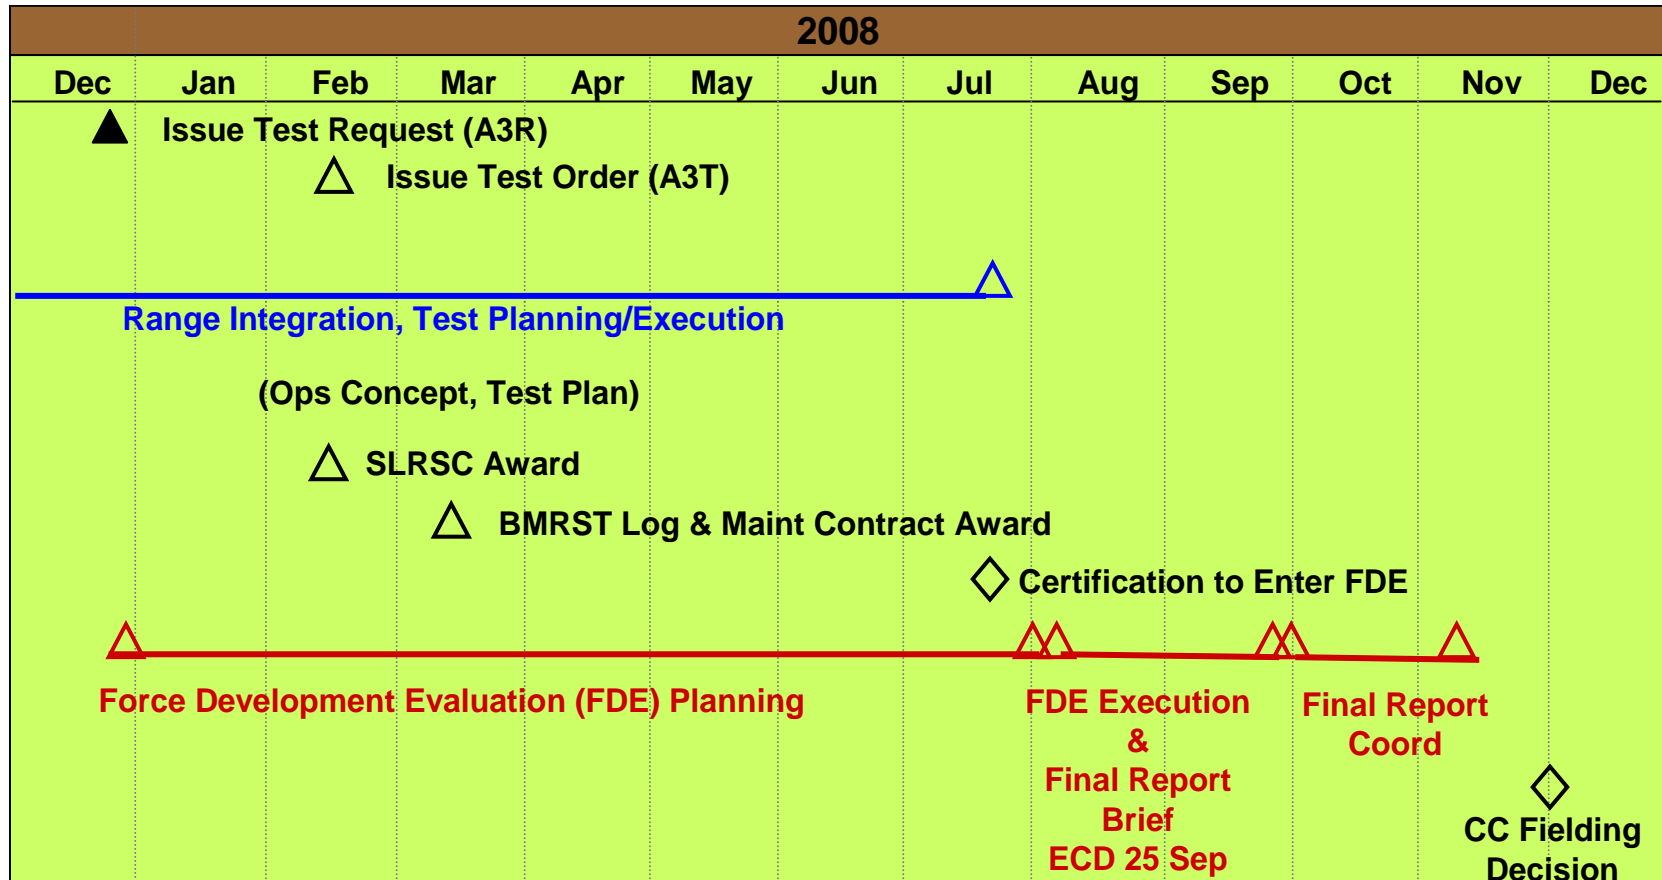 2008
Dec Jan Feb Mar Apr May Jun Jul Aug Sep Oct Nov Dec
Issue Test Request (A3R)
Issue Test Order (A3T)
Range Integration, Test Planning/Execution
(Ops Concept, Test Plan)
SLRSC Award
BMRST Log & Maint Contract Award
Certification to Enter FDE
Force Development Evaluation (FDE) Planning
FDE Execution
&
Final Report
Brief
ECD 25 Sep
Final Report
Coord
CC Fielding
Decision